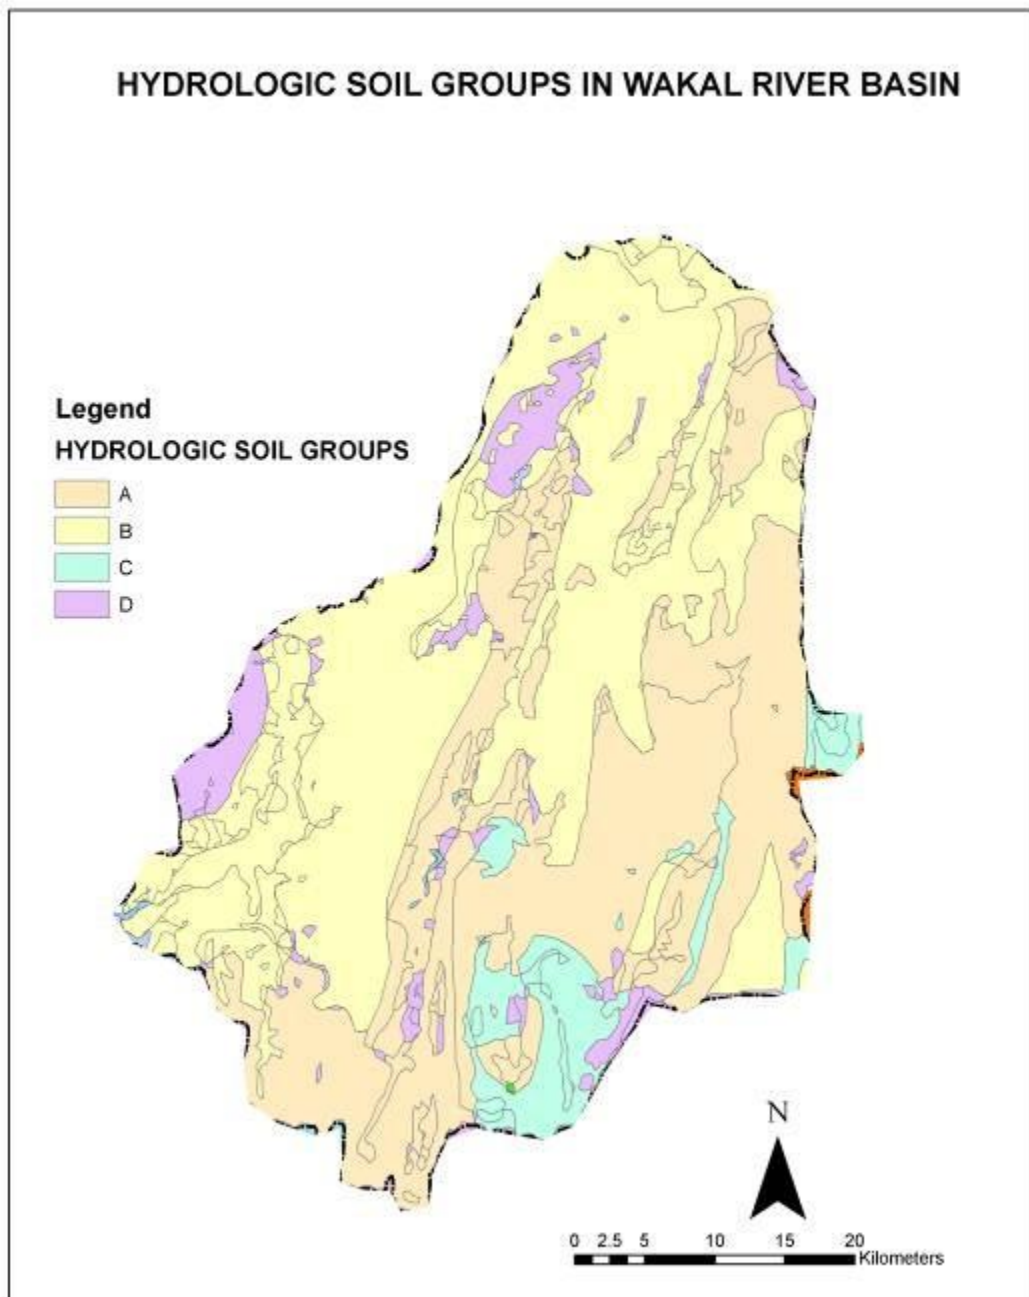 HYDROLOGIC SOIL GROUPS IN WAKAL RIVER BASIN
Legend
HYDROLOGIC SOIL GROUPS
A
B
C
D
N
0 2.5 5 10 15 20
Kilometers